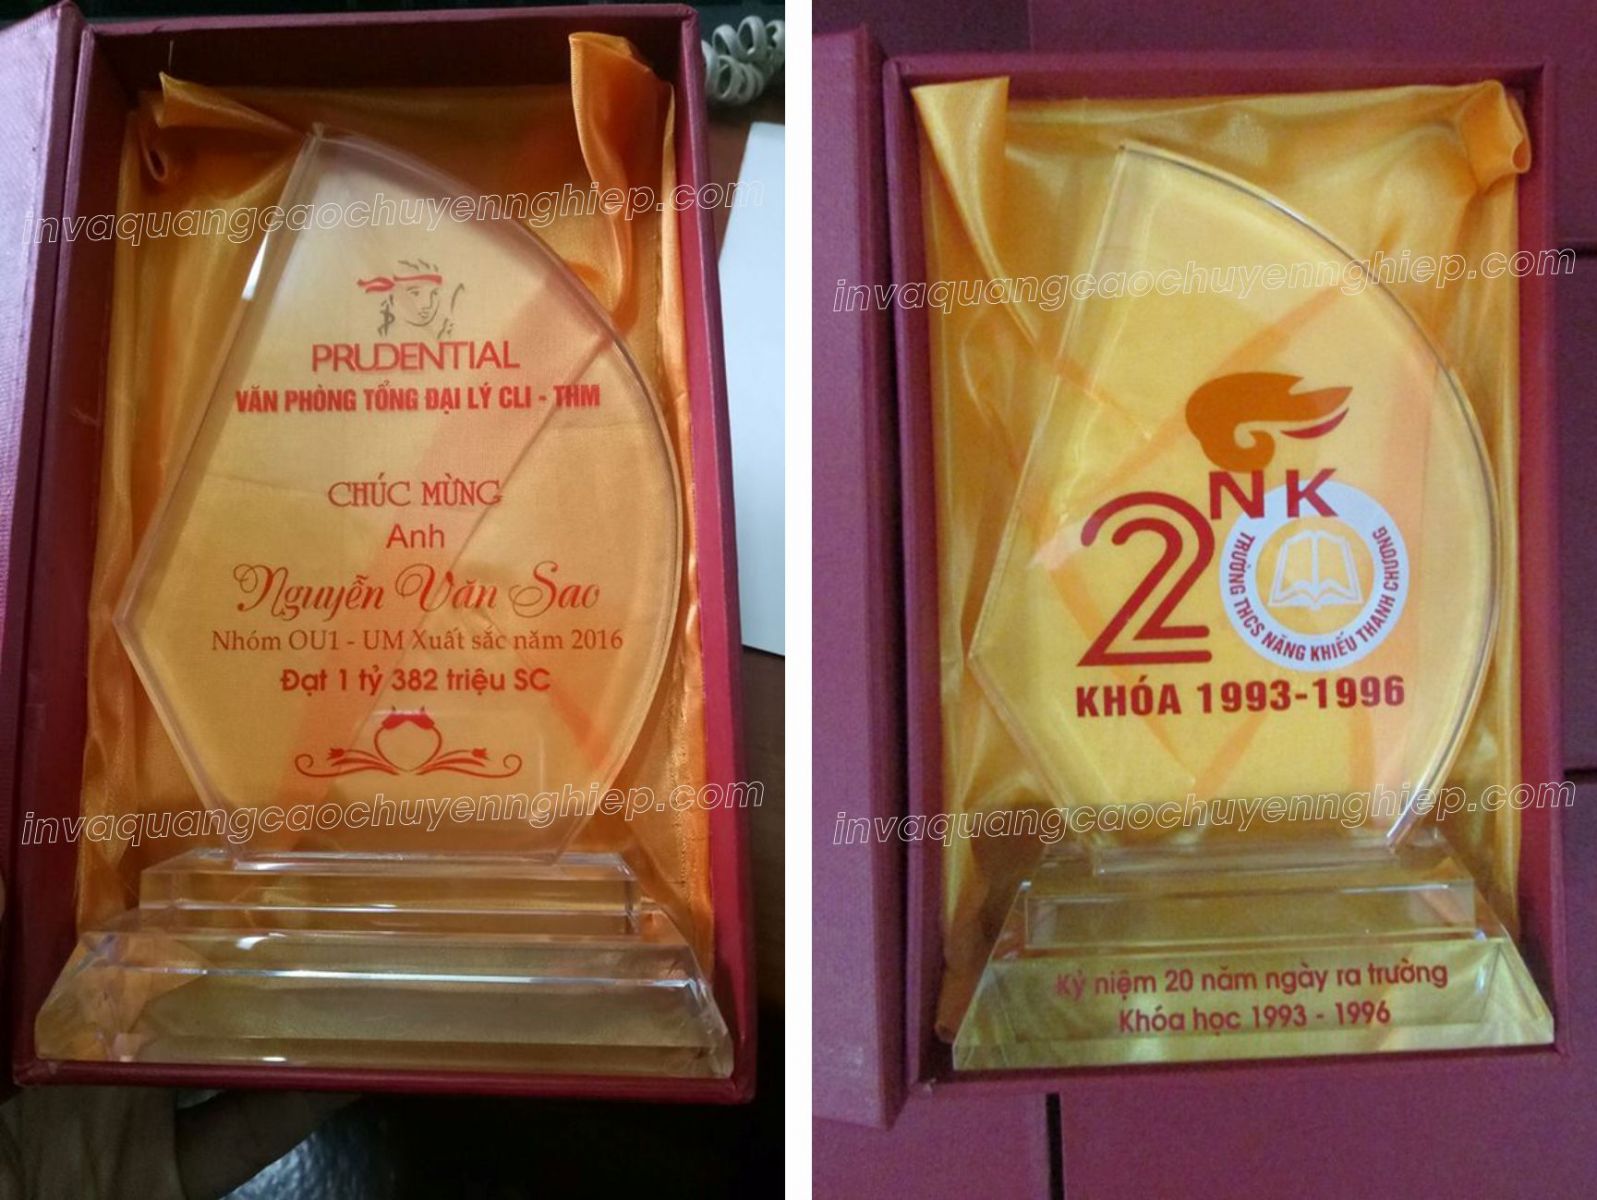 invaquangcaochuyennghiep.com
PRUDENTIAL
VĂN PHÒNG TỔNG ĐẠI LÝ CLI - THM
CHÚC MỪNG
Anh
Nguyễn Văn Sao
Nhóm OU1 - UM Xuất sắc năm 2016
Đạt 1 tỷ 382 triệu SC
invaquangcaochuyennghiep.com
invaquangcaochuyennghiep.com
NK
20
TRƯỜNG THCS NĂNG KHIẾU THANH CHƯƠNG
KHÓA 1993-1996
invaquangcaochuyennghiep.com
Kỷ niệm 20 năm ngày ra trường
Khóa học 1993 - 1996